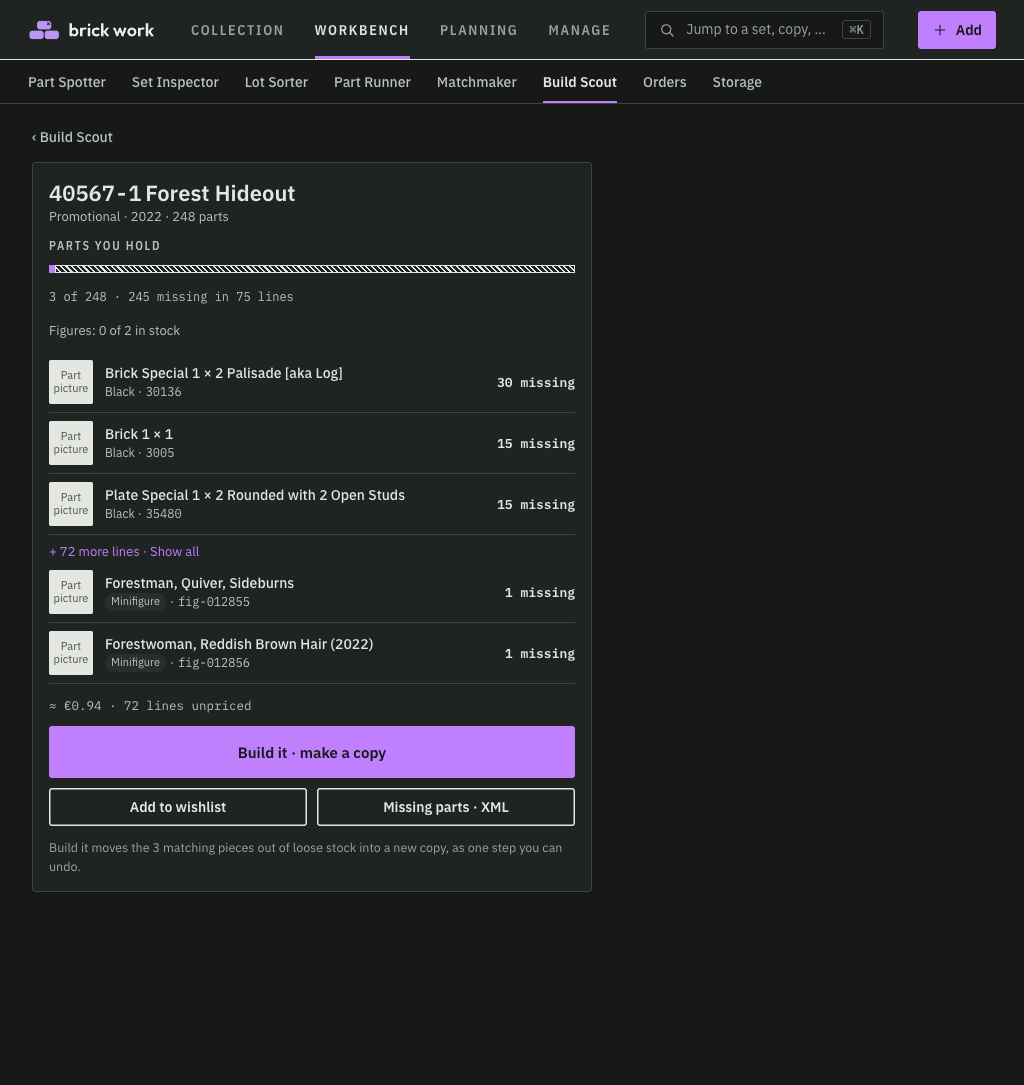 brick work
COLLECTION
WORKBENCH
PLANNING
MANAGE
Jump to a set, copy, ...
⌘K
+ Add
Part Spotter
Set Inspector
Lot Sorter
Part Runner
Matchmaker
Build Scout
Orders
Storage
‹ Build Scout
40567-1 Forest Hideout
Promotional · 2022 · 248 parts
PARTS YOU HOLD
3 of 248 · 245 missing in 75 lines
Figures: 0 of 2 in stock
Part picture
Brick Special 1 × 2 Palisade [aka Log]
Black · 30136
30 missing
Part picture
Brick 1 × 1
Black · 3005
15 missing
Part picture
Plate Special 1 × 2 Rounded with 2 Open Studs
Black · 35480
15 missing
+ 72 more lines · Show all
Part picture
Forestman, Quiver, Sideburns
Minifigure · fig-012855
1 missing
Part picture
Forestwoman, Reddish Brown Hair (2022)
Minifigure · fig-012856
1 missing
≈ €0.94 · 72 lines unpriced
Build it · make a copy
Add to wishlist
Missing parts · XML
Build it moves the 3 matching pieces out of loose stock into a new copy, as one step you can
undo.